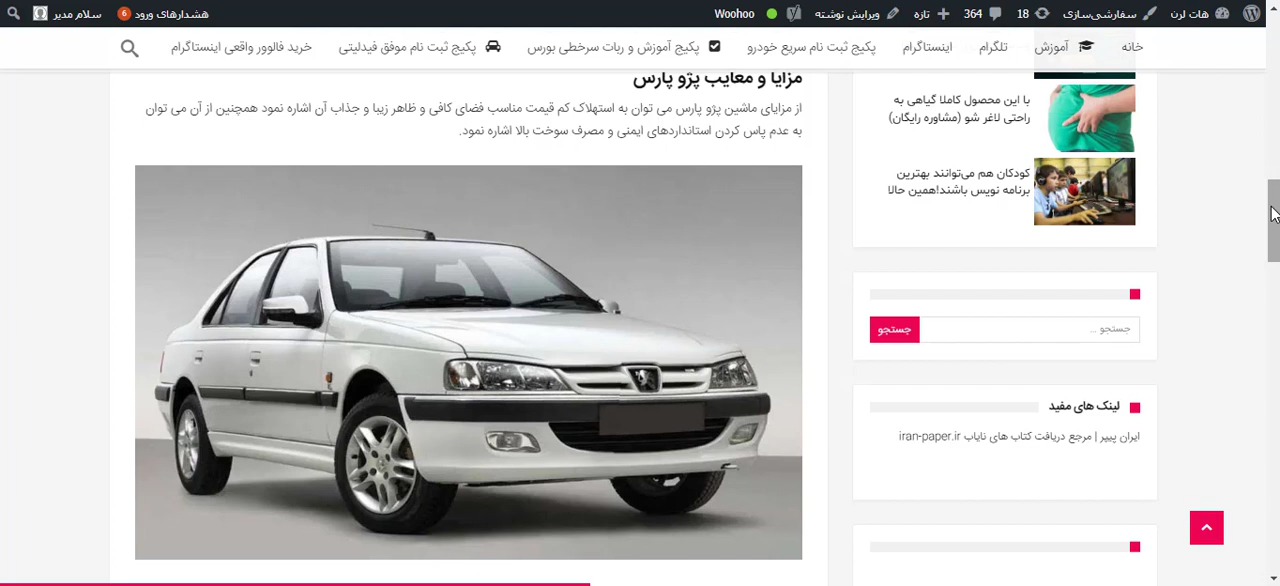 هات لرن
سفارشی‌سازی
18
364
تازه
ویرایش نوشته
Woohoo
سلام مدیر
هشدارهای ورود 6
خانه
آموزش
تلگرام
اینستاگرام
پکیج ثبت نام سریع خودرو
پکیج آموزش و ربات سرخطی بورس
پکیج ثبت نام موفق فیدلیتی
خرید فالوور واقعی اینستاگرام
مزایا و معایب پژو پارس
از مزایای ماشین پژو پارس می توان به استهلاک کم قیمت مناسب فضای کافی و ظاهر زیبا و جذاب آن اشاره نمود همچنین از آن می توان
به عدم پاس کردن استانداردهای ایمنی و مصرف سوخت بالا اشاره نمود.
با این محصول کاملا گیاهی به
راحتی لاغر شو (مشاوره رایگان)
کودکان هم می‌توانند بهترین
برنامه نویس باشند!همین حالا
جستجو ...
جستجو
لینک های مفید
ایران پیپر | مرجع دریافت کتاب های نایاب iran-paper.ir